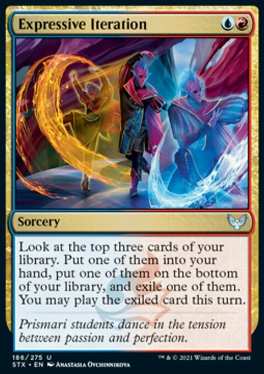 Expressive Iteration
Sorcery
Look at the top three cards of your
library. Put one of them into your
hand, put one of them on the bottom
of your library, and exile one of them.
You may play the exiled card this turn.
Prismari students dance in the tension
between passion and perfection.
186/275 U
STX • EN ANASTASIA OVCHINNIKOVA
™ & © 2021 Wizards of the Coast